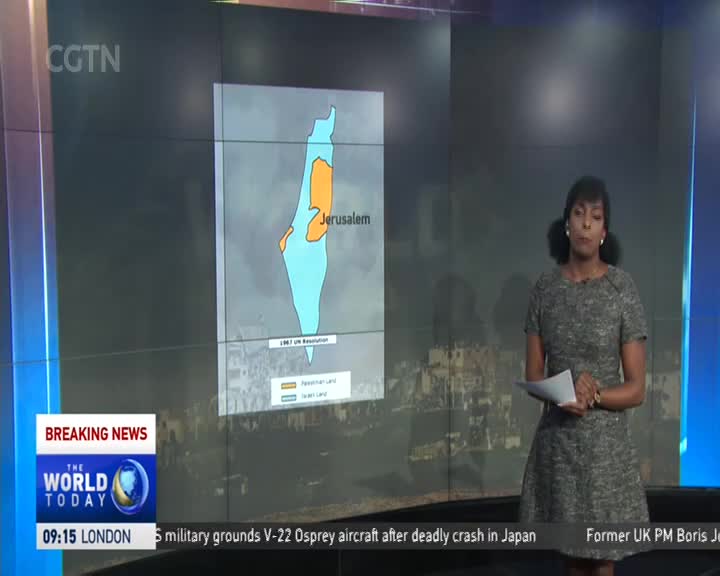 CGTN
Jerusalem
1967 UN Resolution
Palestinian Land
Israeli Land
BREAKING NEWS
THE
WORLD
TODAY
09:15 LONDON
S military grounds V-22 Osprey aircraft after deadly crash in Japan Former UK PM Boris Jo